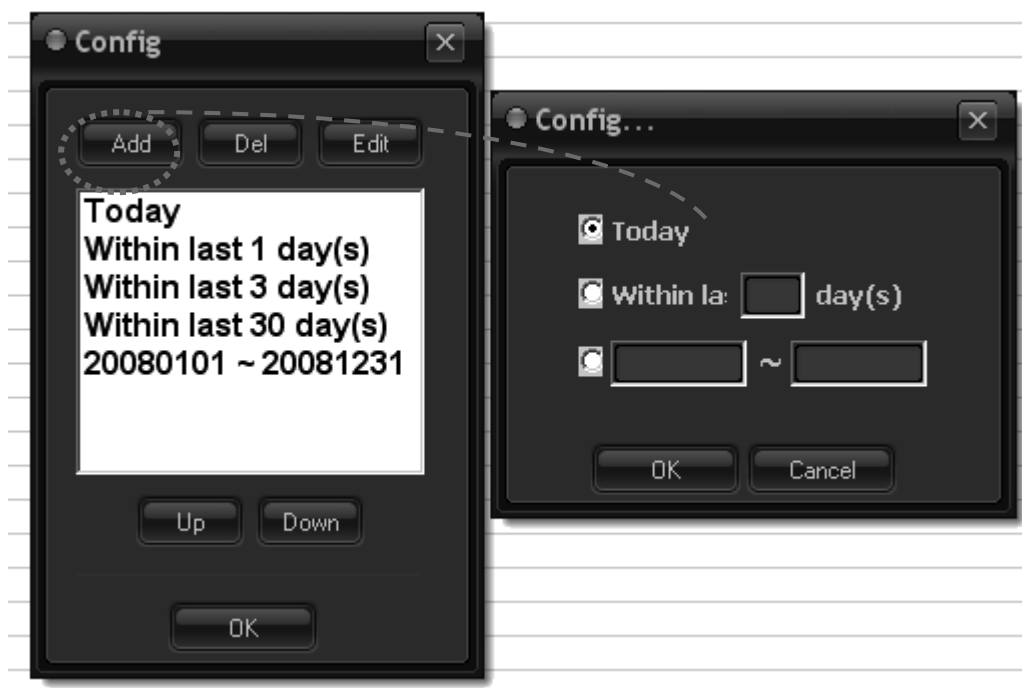 Config
Add Del Edit
Today
Within last 1 day(s)
Within last 3 day(s)
Within last 30 day(s)
20080101 ~ 20081231
Up Down
OK
Config...
Today
Within la: day(s)
~
OK Cancel